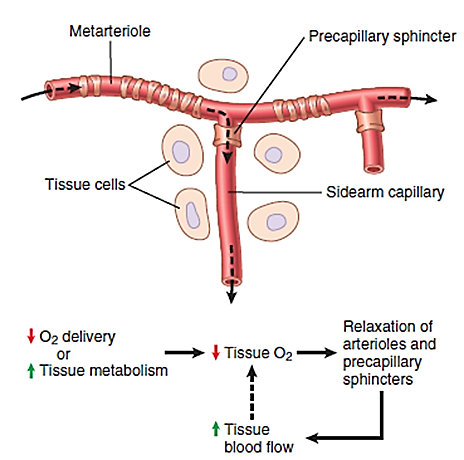 Metarteriole
Precapillary sphincter
Tissue cells
Sidearm capillary
O₂ delivery
or
Tissue metabolism
Tissue O₂
Relaxation of
arterioles and
precapillary
sphincters
Tissue
blood flow